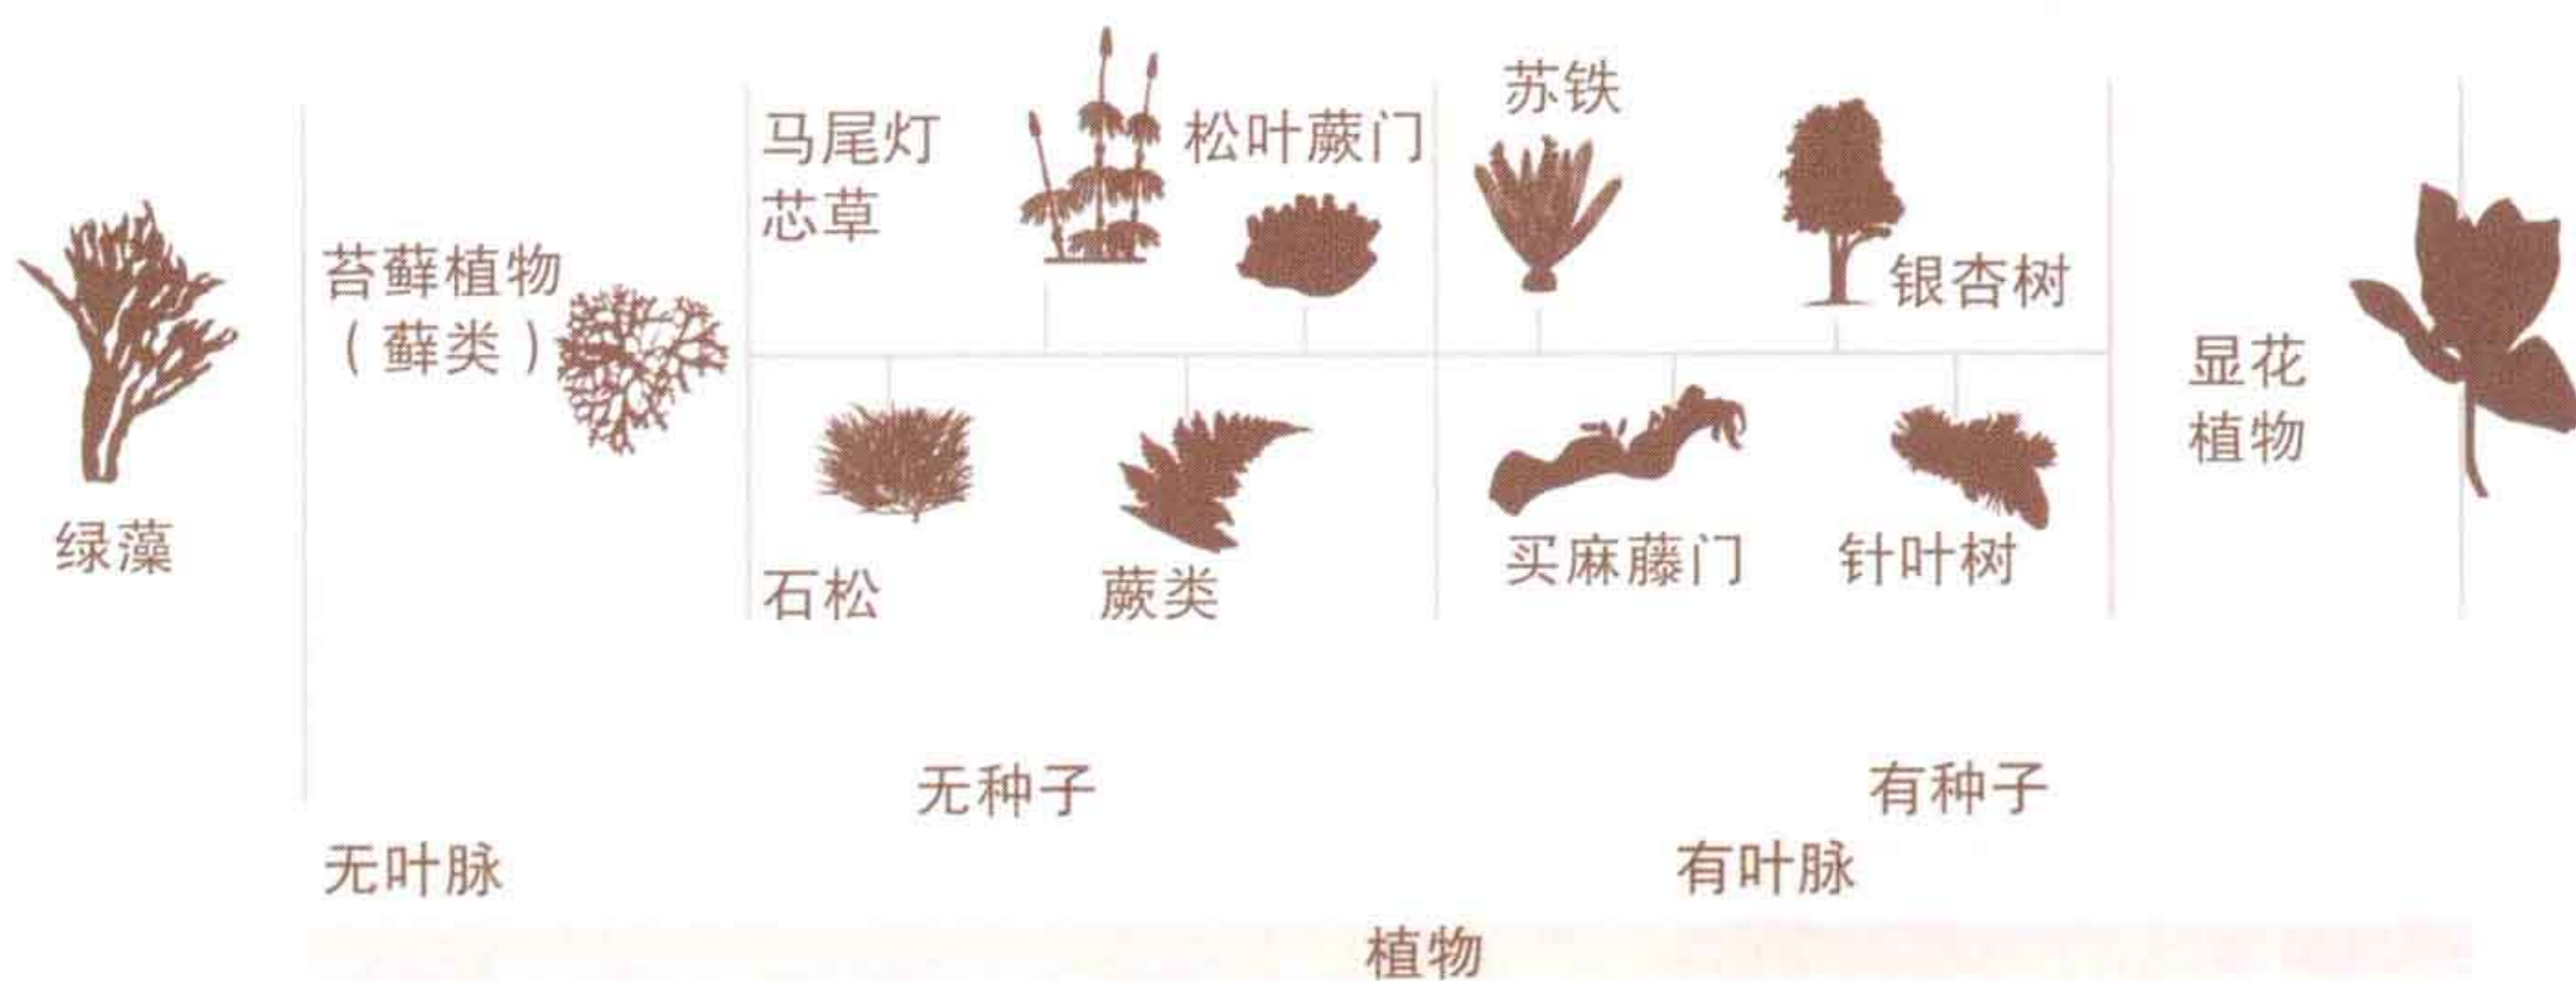 绿藻
苔藓植物
（藓类）
马尾灯
芯草
松叶蕨门
石松
蕨类
苏铁
银杏树
买麻藤门
针叶树
显花
植物
无种子
有种子
无叶脉
有叶脉
植物